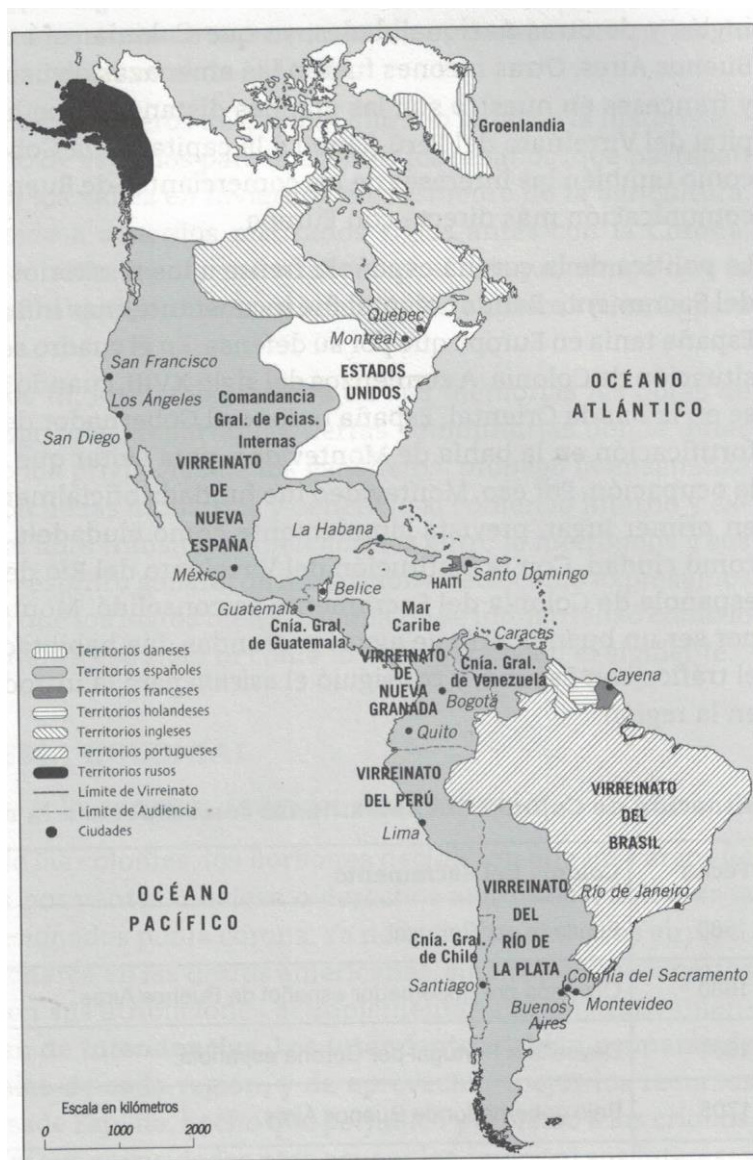 Groenlandia
Quebec
Montreal
ESTADOS
UNIDOS
San Francisco
Los Ángeles
San Diego
Comandancia
Gral. de Pcias.
Internas
VIRREINATO
DE
NUEVA
ESPAÑA
OCÉANO
ATLÁNTICO
La Habana
México
Belice
HAITÍ
Santo Domingo
Guatemala
Cnía. Gral.
de Guatemala
Mar
Caribe
Caracas
VIRREINATO
DE
NUEVA
GRANADA
Cnía. Gral.
de Venezuela
Cayena
Bogotá
Quito
Territorios daneses
Territorios españoles
Territorios franceses
Territorios holandeses
Territorios ingleses
Territorios portugueses
Territorios rusos
Límite de Virreinato
Límite de Audiencia
Ciudades
VIRREINATO
DEL PERÚ
Lima
VIRREINATO
DEL
BRASIL
OCÉANO
PACÍFICO
VIRREINATO
DEL
RÍO DE
LA PLATA
Río de Janeiro
Cnía. Gral.
de Chile
Santiago
Colonia del Sacramento
Buenos
Aires
Montevideo
Escala en kilómetros
0 1000 2000